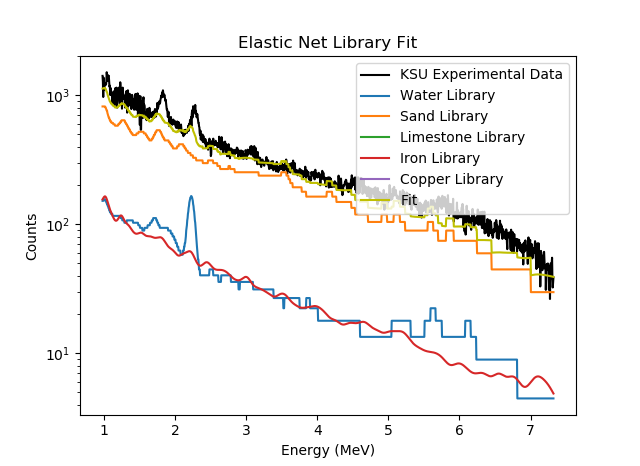 Elastic Net Library Fit
KSU Experimental Data
Water Library
Sand Library
Limestone Library
Iron Library
Copper Library
Fit
Counts
10³
10²
10¹
1 2 3 4 5 6 7
Energy (MeV)